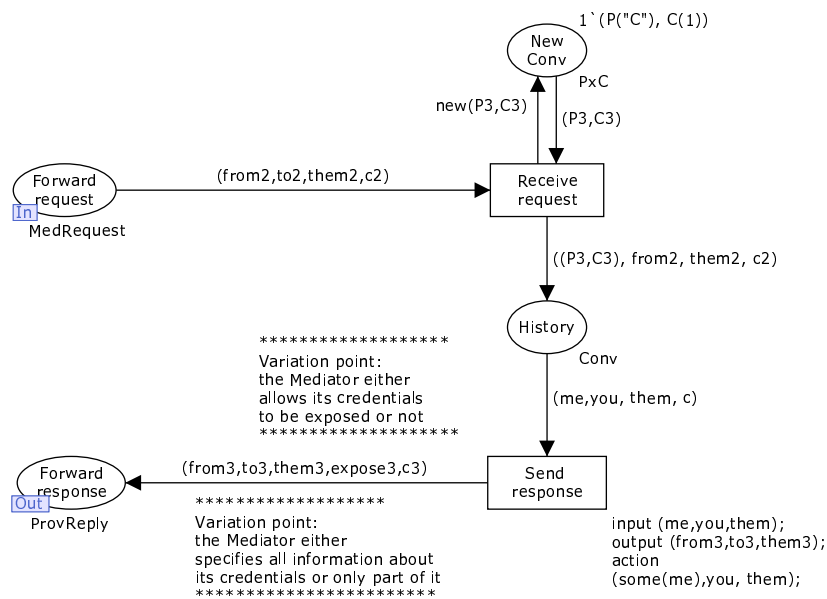 1`(P("C"), C(1))
New
Conv
PxC
new(P3,C3)
(P3,C3)
Forward
request
In
MedRequest
(from2,to2,them2,c2)
Receive
request
((P3,C3), from2, them2, c2)
History
Conv
*******************
Variation point:
the Mediator either
allows its credentials
to be exposed or not
********************
(me,you, them, c)
Forward
response
Out
ProvReply
(from3,to3,them3,expose3,c3)
Send
response
*******************
Variation point:
the Mediator either
specifies all information about
its credentials or only part of it
************************
input (me,you,them);
output (from3,to3,them3);
action
(some(me),you, them);